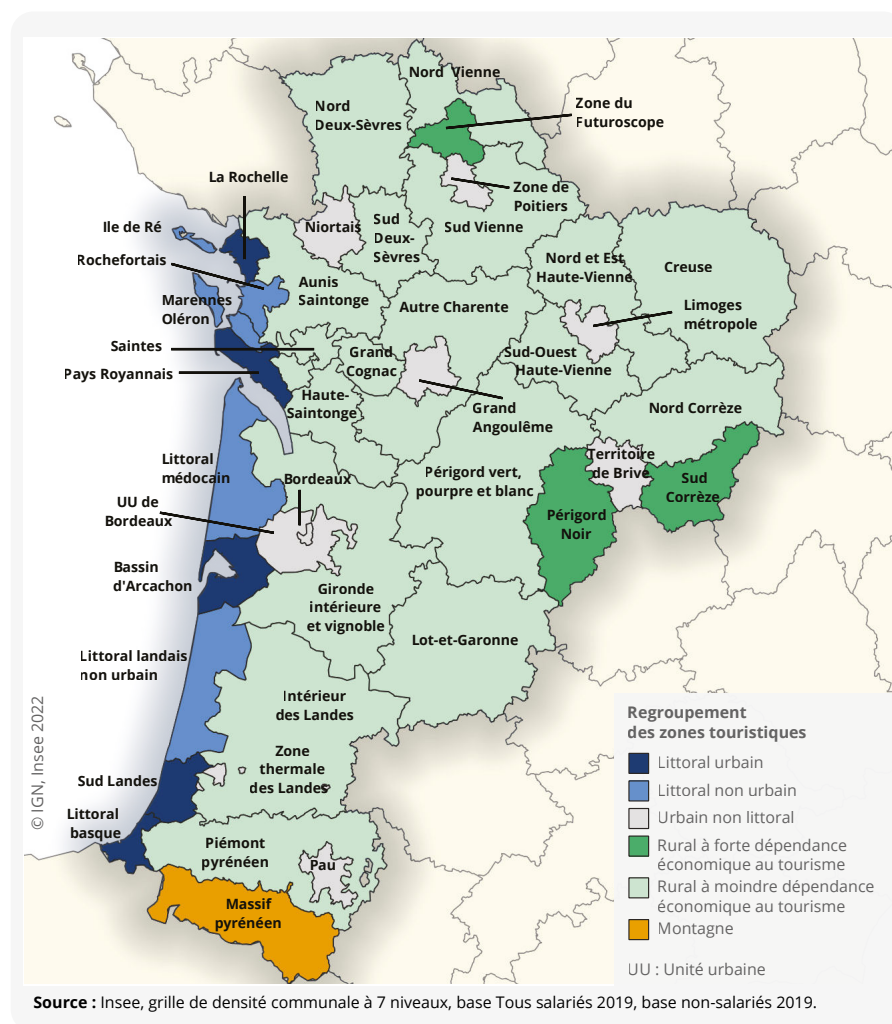 Nord Vienne
Nord
Deux-Sèvres
Zone du
Futuroscope
La Rochelle
Zone de
Poitiers
Ile de Ré
Niortais
Sud
Deux-
Sèvres
Sud Vienne
Rochefortais
Nord et Est
Haute-Vienne
Creuse
Marennes
Oléron
Aunis
Saintonge
Autre Charente
Limoges
métropole
Saintes
Grand
Cognac
Sud-Ouest
Haute-Vienne
Pays Royannais
Haute-
Saintonge
Grand
Angoulême
Nord Corrèze
Littoral
médocain
Bordeaux
Périgord vert,
pourpre et blanc
Territoire
de Brive
Sud
Corrèze
UU de
Bordeaux
Périgord
Noir
Bassin
d'Arcachon
Gironde
intérieure
et vignoble
Lot-et-Garonne
Littoral landais
non urbain
Intérieur
des Landes
Zone
thermale
des Landes
Sud Landes
Littoral
basque
Piémont
pyrénéen
Pau
Massif
pyrénéen
© IGN, Insee 2022
Regroupement
des zones touristiques
Littoral urbain
Littoral non urbain
Urbain non littoral
Rural à forte dépendance
économique au tourisme
Rural à moindre dépendance
économique au tourisme
Montagne
UU : Unité urbaine
Source : Insee, grille de densité communale à 7 niveaux, base Tous salariés 2019, base non-salariés 2019.